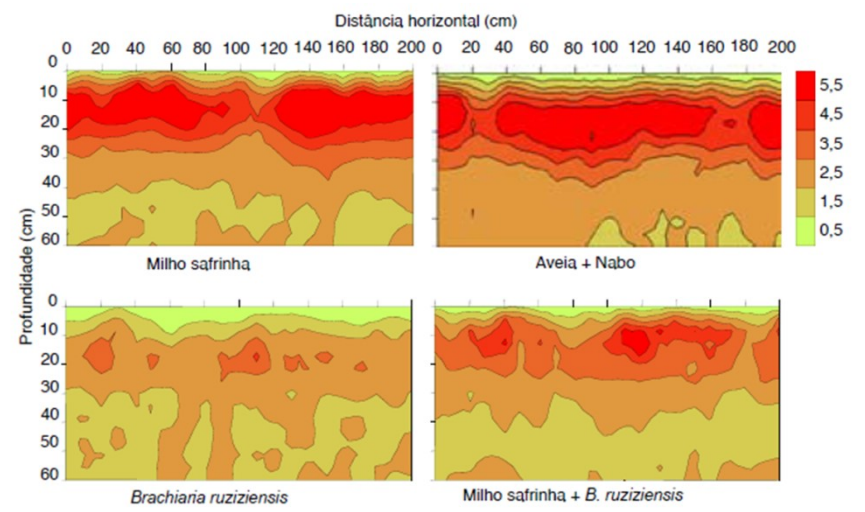 Distância horizontal (cm)
0 20 40 60 80 100 120 140 160 180 200 0 20 40 60 80 100 120 140 160 180 200
0
10
20
30
40
50
60
Profundidade (cm)
5,5
4,5
3,5
2,5
1,5
0,5
Milho safrinha
Aveia + Nabo
0
10
20
30
40
50
60
Brachiaria ruziziensis
Milho safrinha + B. ruziziensis